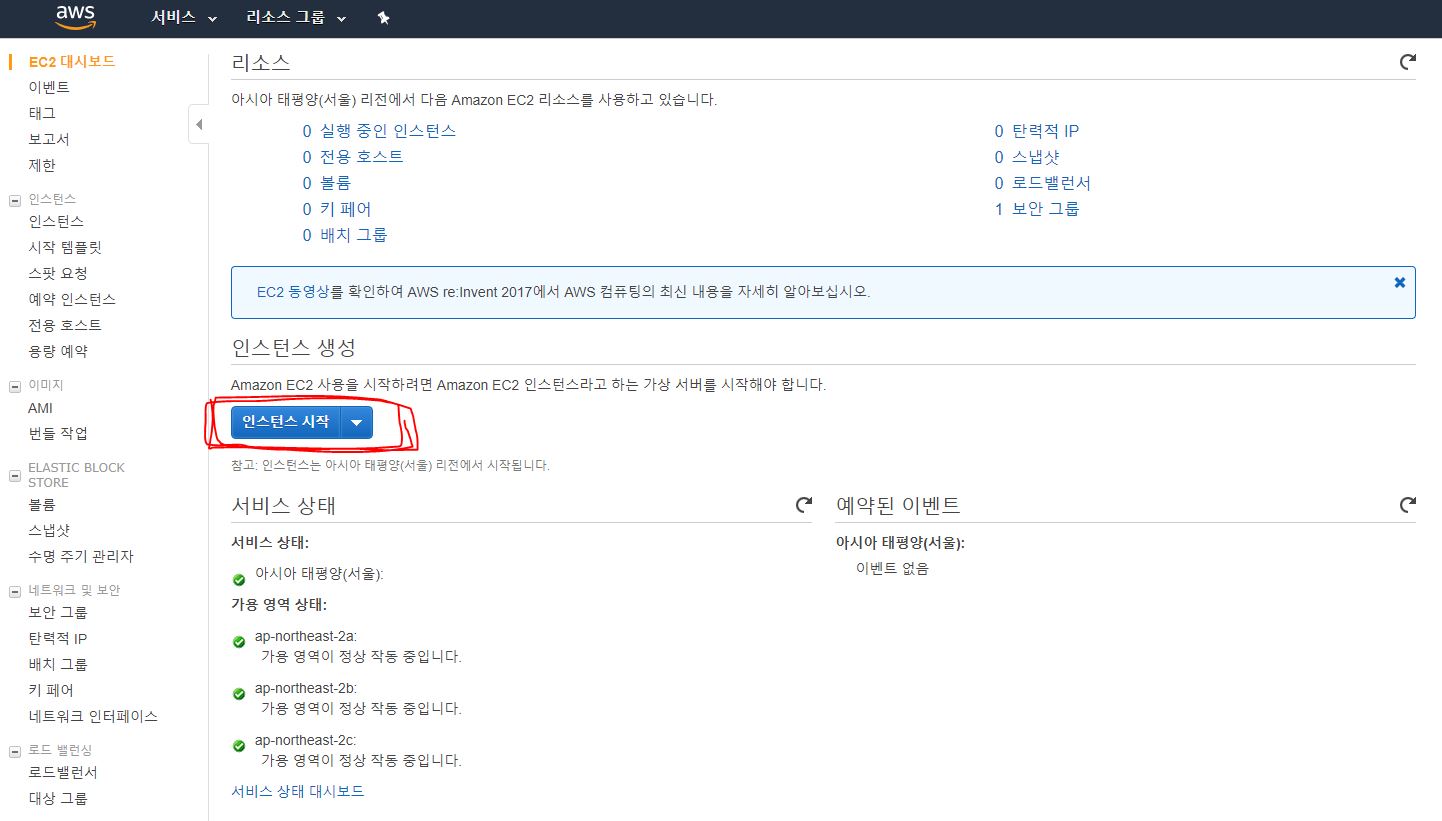 aws 서비스 리소스 그룹
EC2 대시보드
이벤트
태그
보고서
제한
인스턴스
인스턴스
시작 템플릿
스팟 요청
예약 인스턴스
전용 호스트
용량 예약
이미지
AMI
번들 작업
ELASTIC BLOCK
STORE
볼륨
스냅샷
수명 주기 관리자
네트워크 및 보안
보안 그룹
탄력적 IP
배치 그룹
키 페어
네트워크 인터페이스
로드 밸런싱
로드밸런서
대상 그룹
리소스
아시아 태평양(서울) 리전에서 다음 Amazon EC2 리소스를 사용하고 있습니다.
0 실행 중인 인스턴스
0 전용 호스트
0 볼륨
0 키 페어
0 배치 그룹
0 탄력적 IP
0 스냅샷
0 로드밸런서
1 보안 그룹
EC2 동영상를 확인하여 AWS re:Invent 2017에서 AWS 컴퓨팅의 최신 내용을 자세히 알아보십시오.
인스턴스 생성
Amazon EC2 사용을 시작하려면 Amazon EC2 인스턴스라고 하는 가상 서버를 시작해야 합니다.
인스턴스 시작
참고: 인스턴스는 아시아 태평양(서울) 리전에서 시작됩니다.
서비스 상태
서비스 상태:
아시아 태평양(서울):
가용 영역 상태:
ap-northeast-2a:
가용 영역이 정상 작동 중입니다.
ap-northeast-2b:
가용 영역이 정상 작동 중입니다.
ap-northeast-2c:
가용 영역이 정상 작동 중입니다.
서비스 상태 대시보드
예약된 이벤트
아시아 태평양(서울):
이벤트 없음